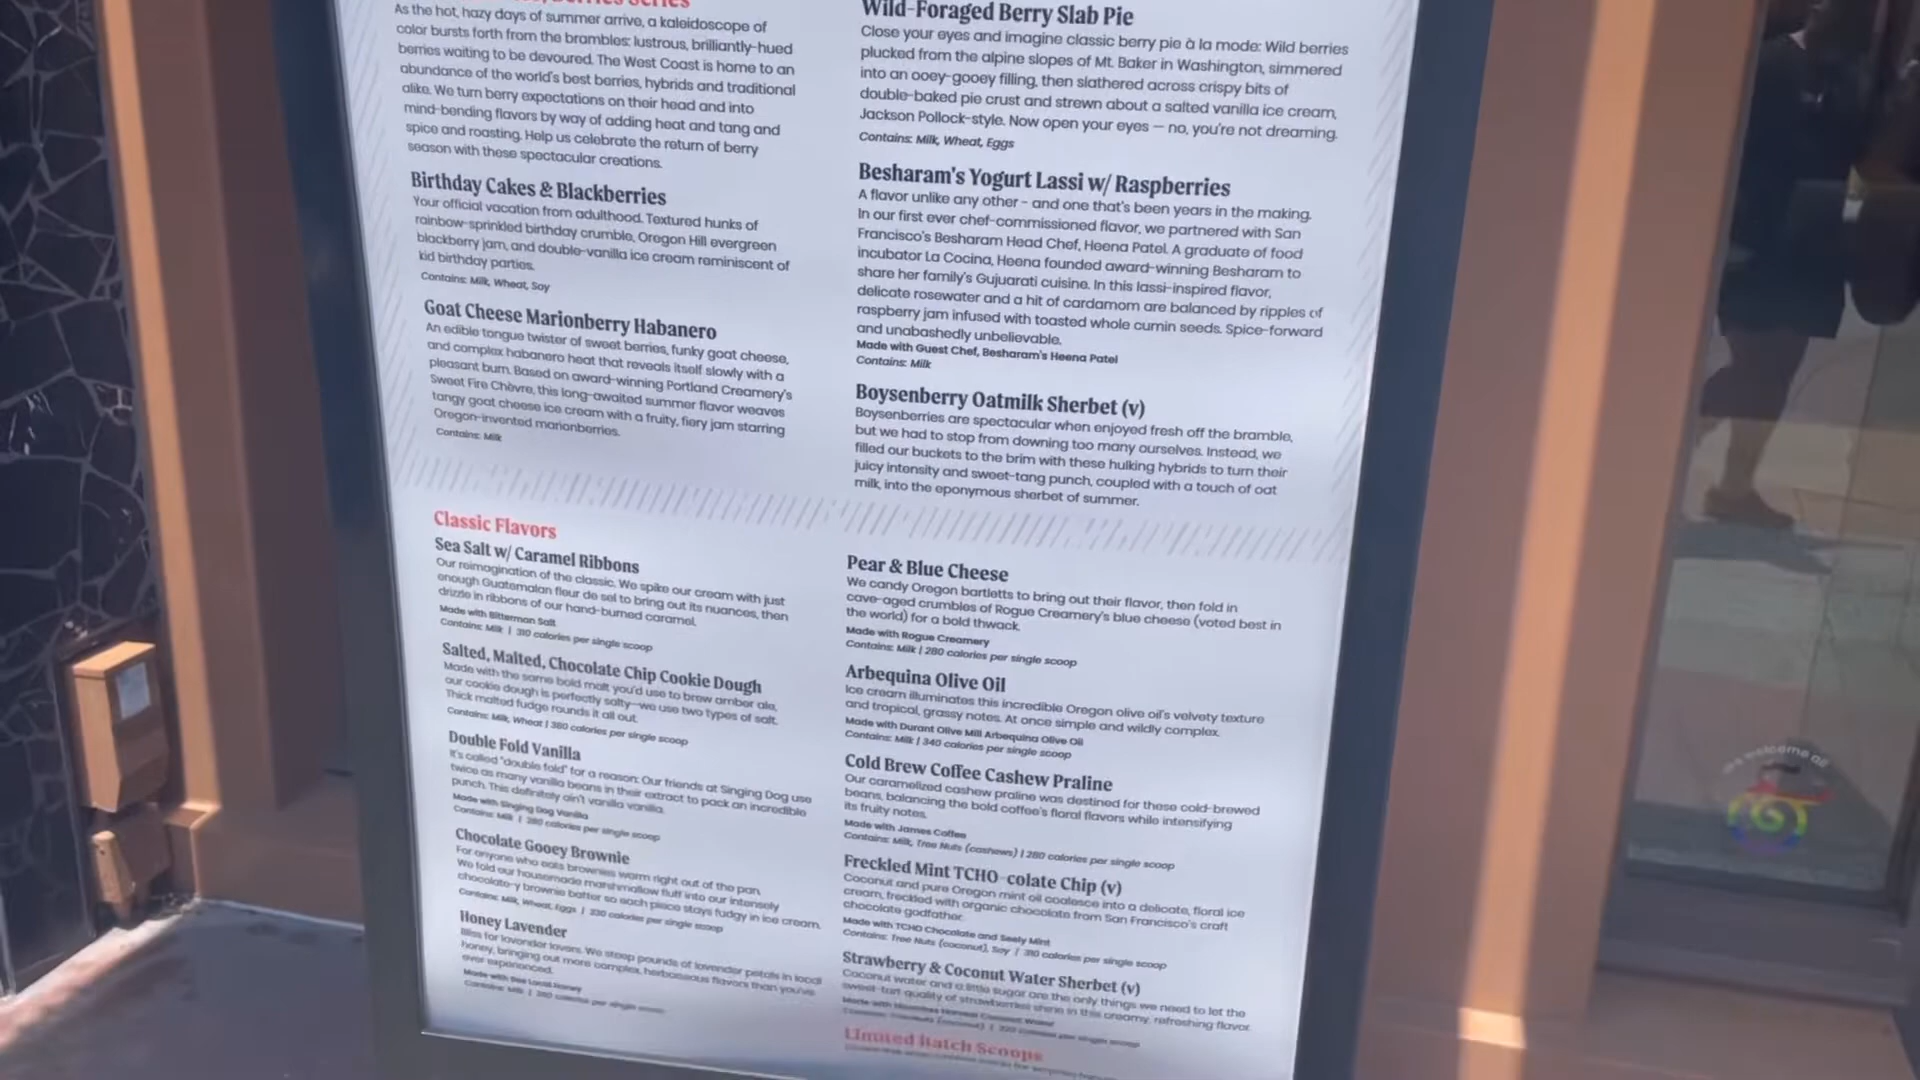 Berries Series
As the hot, hazy days of summer arrive, a kaleidoscope of
color bursts forth from the brambles: lustrous, brilliantly-hued
berries waiting to be devoured. The West Coast is home to an
abundance of the world's best berries, hybrids and traditional
alike. We turn berry expectations on their head and into
mind-bending flavors by way of adding heat and tang and
spice and roasting. Help us celebrate the return of berry
season with these spectacular creations.
Birthday Cakes & Blackberries
Your official vacation from adulthood. Textured hunks of
rainbow-sprinkled birthday crumble, Oregon Hill evergreen
blackberry jam, and double-vanilla ice cream reminiscent of
kid birthday parties.
Contains: Milk, Wheat, Soy
Goat Cheese Marionberry Habanero
An edible tongue twister of sweet berries, funky goat cheese,
and complex habanero heat that reveals itself slowly with a
pleasant burn. Based on award-winning Portland Creamery's
Sweet Fire Chèvre, this long-awaited summer flavor weaves
tangy goat cheese ice cream with a fruity, fiery jam starring
Oregon-invented marionberries.
Contains: Milk
Wild-Foraged Berry Slab Pie
Close your eyes and imagine classic berry pie à la mode: Wild berries
plucked from the alpine slopes of Mt. Baker in Washington, simmered
into an ooey-gooey filling, then slathered across crispy bits of
double-baked pie crust and strewn about a salted vanilla ice cream,
Jackson Pollock-style. Now open your eyes — no, you're not dreaming.
Contains: Milk, Wheat, Eggs
Besharam's Yogurt Lassi w/ Raspberries
A flavor unlike any other - and one that's been years in the making.
In our first ever chef-commissioned flavor, we partnered with San
Francisco's Besharam Head Chef, Heena Patel. A graduate of food
incubator La Cocina, Heena founded award-winning Besharam to
share her family's Gujuarati cuisine. In this lassi-inspired flavor,
delicate rosewater and a hit of cardamom are balanced by ripples of
raspberry jam infused with toasted whole cumin seeds. Spice-forward
and unabashedly unbelievable.
Made with Guest Chef, Besharam's Heena Patel
Contains: Milk
Boysenberry Oatmilk Sherbet (v)
Boysenberries are spectacular when enjoyed fresh off the bramble,
but we had to stop from downing too many ourselves. Instead, we
filled our buckets to the brim with these hulking hybrids to turn their
juicy intensity and sweet-tang punch, coupled with a touch of oat
milk, into the eponymous sherbet of summer.
Classic Flavors
Sea Salt w/ Caramel Ribbons
Our reimagination of the classic. We spike our cream with just
enough Guatemalan fleur de sel to bring out its nuances, then
drizzle in ribbons of our hand-burned caramel.
Made with Bitterman Salt
Contains: Milk | 310 calories per single scoop
Salted, Malted, Chocolate Chip Cookie Dough
Made with the same bold malt you'd use to brew amber ale,
our cookie dough is perfectly salty—we use two types of salt.
Thick malted fudge rounds it all out.
Contains: Milk, Wheat | 380 calories per single scoop
Double Fold Vanilla
It's called "double fold" for a reason: Our friends at Singing Dog use
twice as many vanilla beans in their extract to pack an incredible
punch. This definitely ain't vanilla vanilla.
Made with Singing Dog Vanilla
Contains: Milk | 280 calories per single scoop
Chocolate Gooey Brownie
For anyone who eats brownies warm right out of the pan.
We fold our housemade marshmallow fluff into our intensely
chocolate-y brownie batter so each piece stays fudgy in ice cream.
Contains: Milk, Wheat, Eggs | 330 calories per single scoop
Honey Lavender
Bliss for lavender lovers. We steep pounds of lavender petals in local
honey, bringing out more complex, herbaceous flavors than you've
ever experienced.
Made with Bee Local Honey
Contains: Milk | calories per single scoop
Pear & Blue Cheese
We candy Oregon bartletts to bring out their flavor, then fold in
cave-aged crumbles of Rogue Creamery's blue cheese (voted best in
the world) for a bold thwack.
Made with Rogue Creamery
Contains: Milk | 280 calories per single scoop
Arbequina Olive Oil
Ice cream illuminates this incredible Oregon olive oil's velvety texture
and tropical, grassy notes. At once simple and wildly complex.
Made with Durant Olive Mill Arbequina Olive Oil
Contains: Milk | 340 calories per single scoop
Cold Brew Coffee Cashew Praline
Our caramelized cashew praline was destined for these cold-brewed
beans, balancing the bold coffee's floral flavors while intensifying
its fruity notes.
Made with James Coffee
Contains: Milk, Tree Nuts (cashews) | 280 calories per single scoop
Freckled Mint TCHO-colate Chip (v)
Coconut and pure Oregon mint oil coalesce into a delicate, floral ice
cream, freckled with organic chocolate from San Francisco's craft
chocolate godfather.
Made with TCHO Chocolate and Seely Mint
Contains: Tree Nuts (coconut), Soy | 310 calories per single scoop
Strawberry & Coconut Water Sherbet (v)
Coconut water and a little sugar are the only things we need to let the
sweet-tart quality of strawberries shine in this creamy, refreshing flavor.
Made with Harmless Harvest Coconut Water
calories per single scoop
Limited Batch Scoops
we welcome all